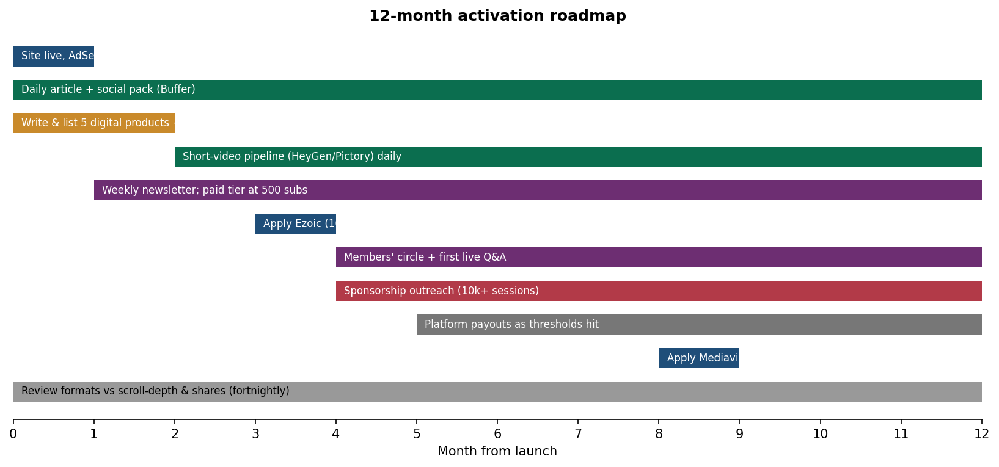 12-month activation roadmap
Site live, AdSe
Daily article + social pack (Buffer)
Write & list 5 digital products
Short-video pipeline (HeyGen/Pictory) daily
Weekly newsletter; paid tier at 500 subs
Apply Ezoic (1
Members' circle + first live Q&A
Sponsorship outreach (10k+ sessions)
Platform payouts as thresholds hit
Apply Mediavi
Review formats vs scroll-depth & shares (fortnightly)
0 1 2 3 4 5 6 7 8 9 10 11 12
Month from launch